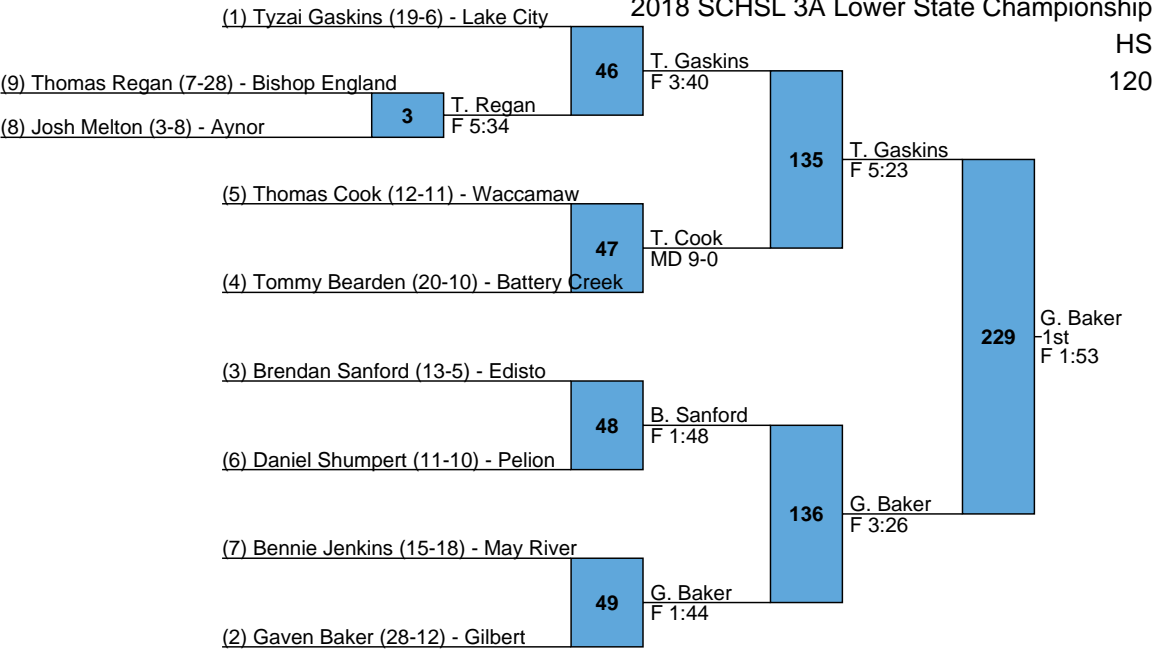 2018 SCHSL 3A Lower State Championship
HS
120
(1) Tyzai Gaskins (19-6) - Lake City
46
T. Gaskins
F 3:40
(9) Thomas Regan (7-28) - Bishop England
3
T. Regan
F 5:34
(8) Josh Melton (3-8) - Aynor
135
T. Gaskins
F 5:23
(5) Thomas Cook (12-11) - Waccamaw
47
T. Cook
MD 9-0
(4) Tommy Bearden (20-10) - Battery Creek
229
G. Baker
1st
F 1:53
(3) Brendan Sanford (13-5) - Edisto
48
B. Sanford
F 1:48
(6) Daniel Shumpert (11-10) - Pelion
136
G. Baker
F 3:26
(7) Bennie Jenkins (15-18) - May River
49
G. Baker
F 1:44
(2) Gaven Baker (28-12) - Gilbert